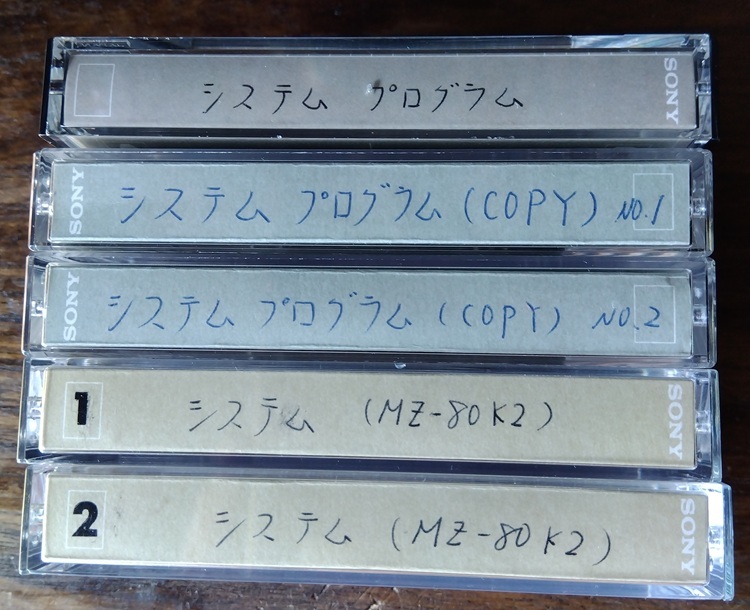 システム プログラム SONY
SONY システム プログラム (COPY) NO.1
SONY システム プログラム (COPY) NO.2
1 システム (MZ-80K2) SONY
2 システム (MZ-80K2) SONY